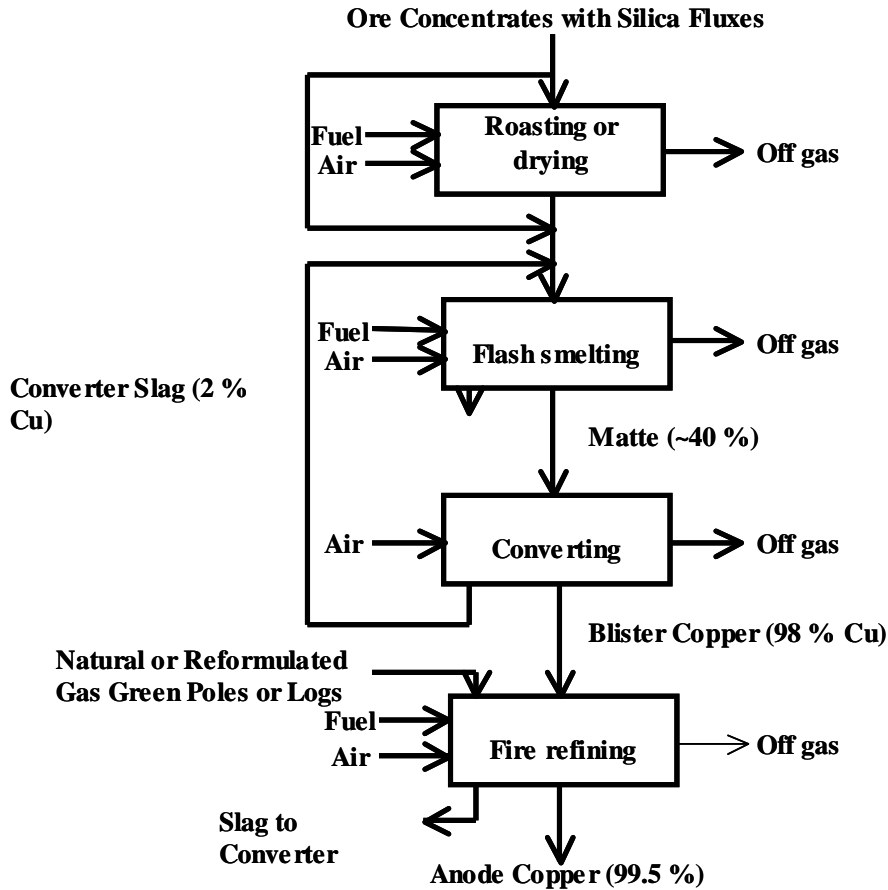 Ore Concentrates with Silica Fluxes
Roasting or
drying
Fuel
Air
Off gas
Fuel
Air
Flash smelting
Off gas
Converter Slag (2 %
Cu)
Matte (~40 %)
Air
Converting
Off gas
Blister Copper (98 % Cu)
Natural or Reformulated
Gas Green Poles or Logs
Fuel
Air
Fire refining
Off gas
Slag to
Converter
Anode Copper (99.5 %)